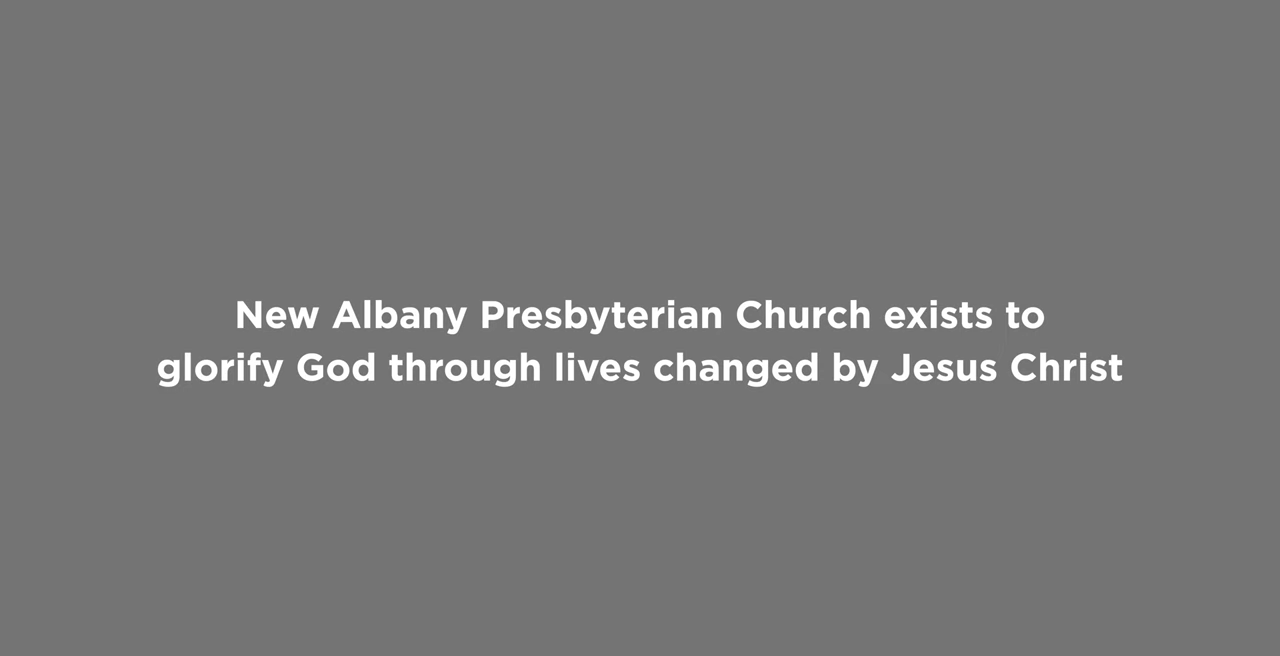 New Albany Presbyterian Church exists to
glorify God through lives changed by Jesus Christ